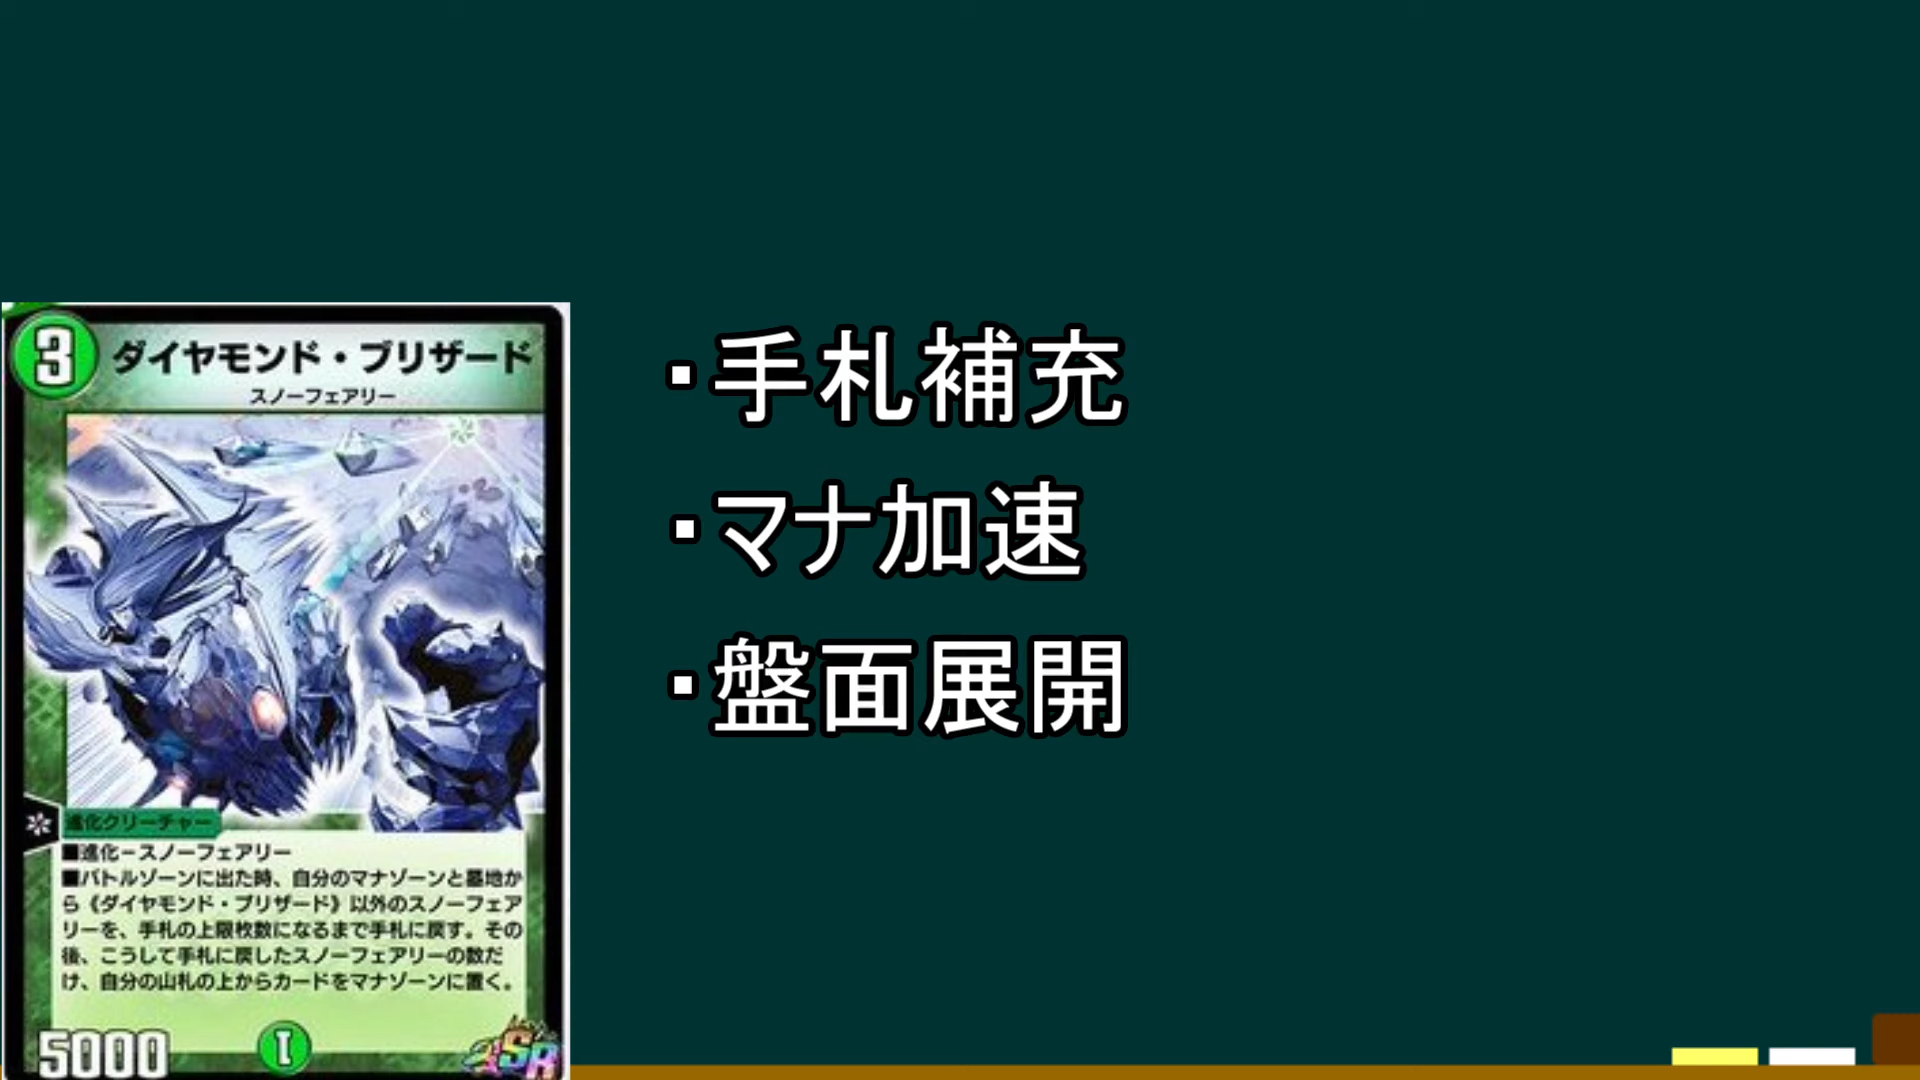 3
ダイヤモンド・ブリザード
スノーフェアリー
進化クリーチャー
■進化－スノーフェアリー
■バトルゾーンに出た時、自分のマナゾーンと墓地か
ら《ダイヤモンド・ブリザード》以外のスノーフェア
リーを、手札の上限枚数になるまで手札に戻す。その
後、こうして手札に戻したスノーフェアリーの数だ
け、自分の山札の上からカードをマナゾーンに置く。
5000
1
SR
・手札補充
・マナ加速
・盤面展開